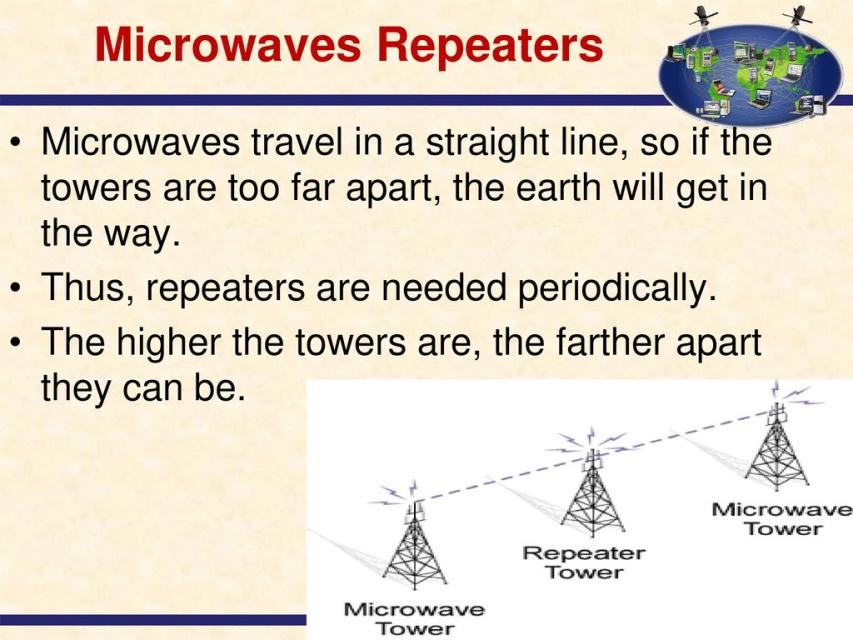 Microwaves Repeaters
• Microwaves travel in a straight line, so if the
towers are too far apart, the earth will get in
the way.
• Thus, repeaters are needed periodically.
• The higher the towers are, the farther apart
they can be.
Microwave
Tower
Repeater
Tower
Microwave
Tower